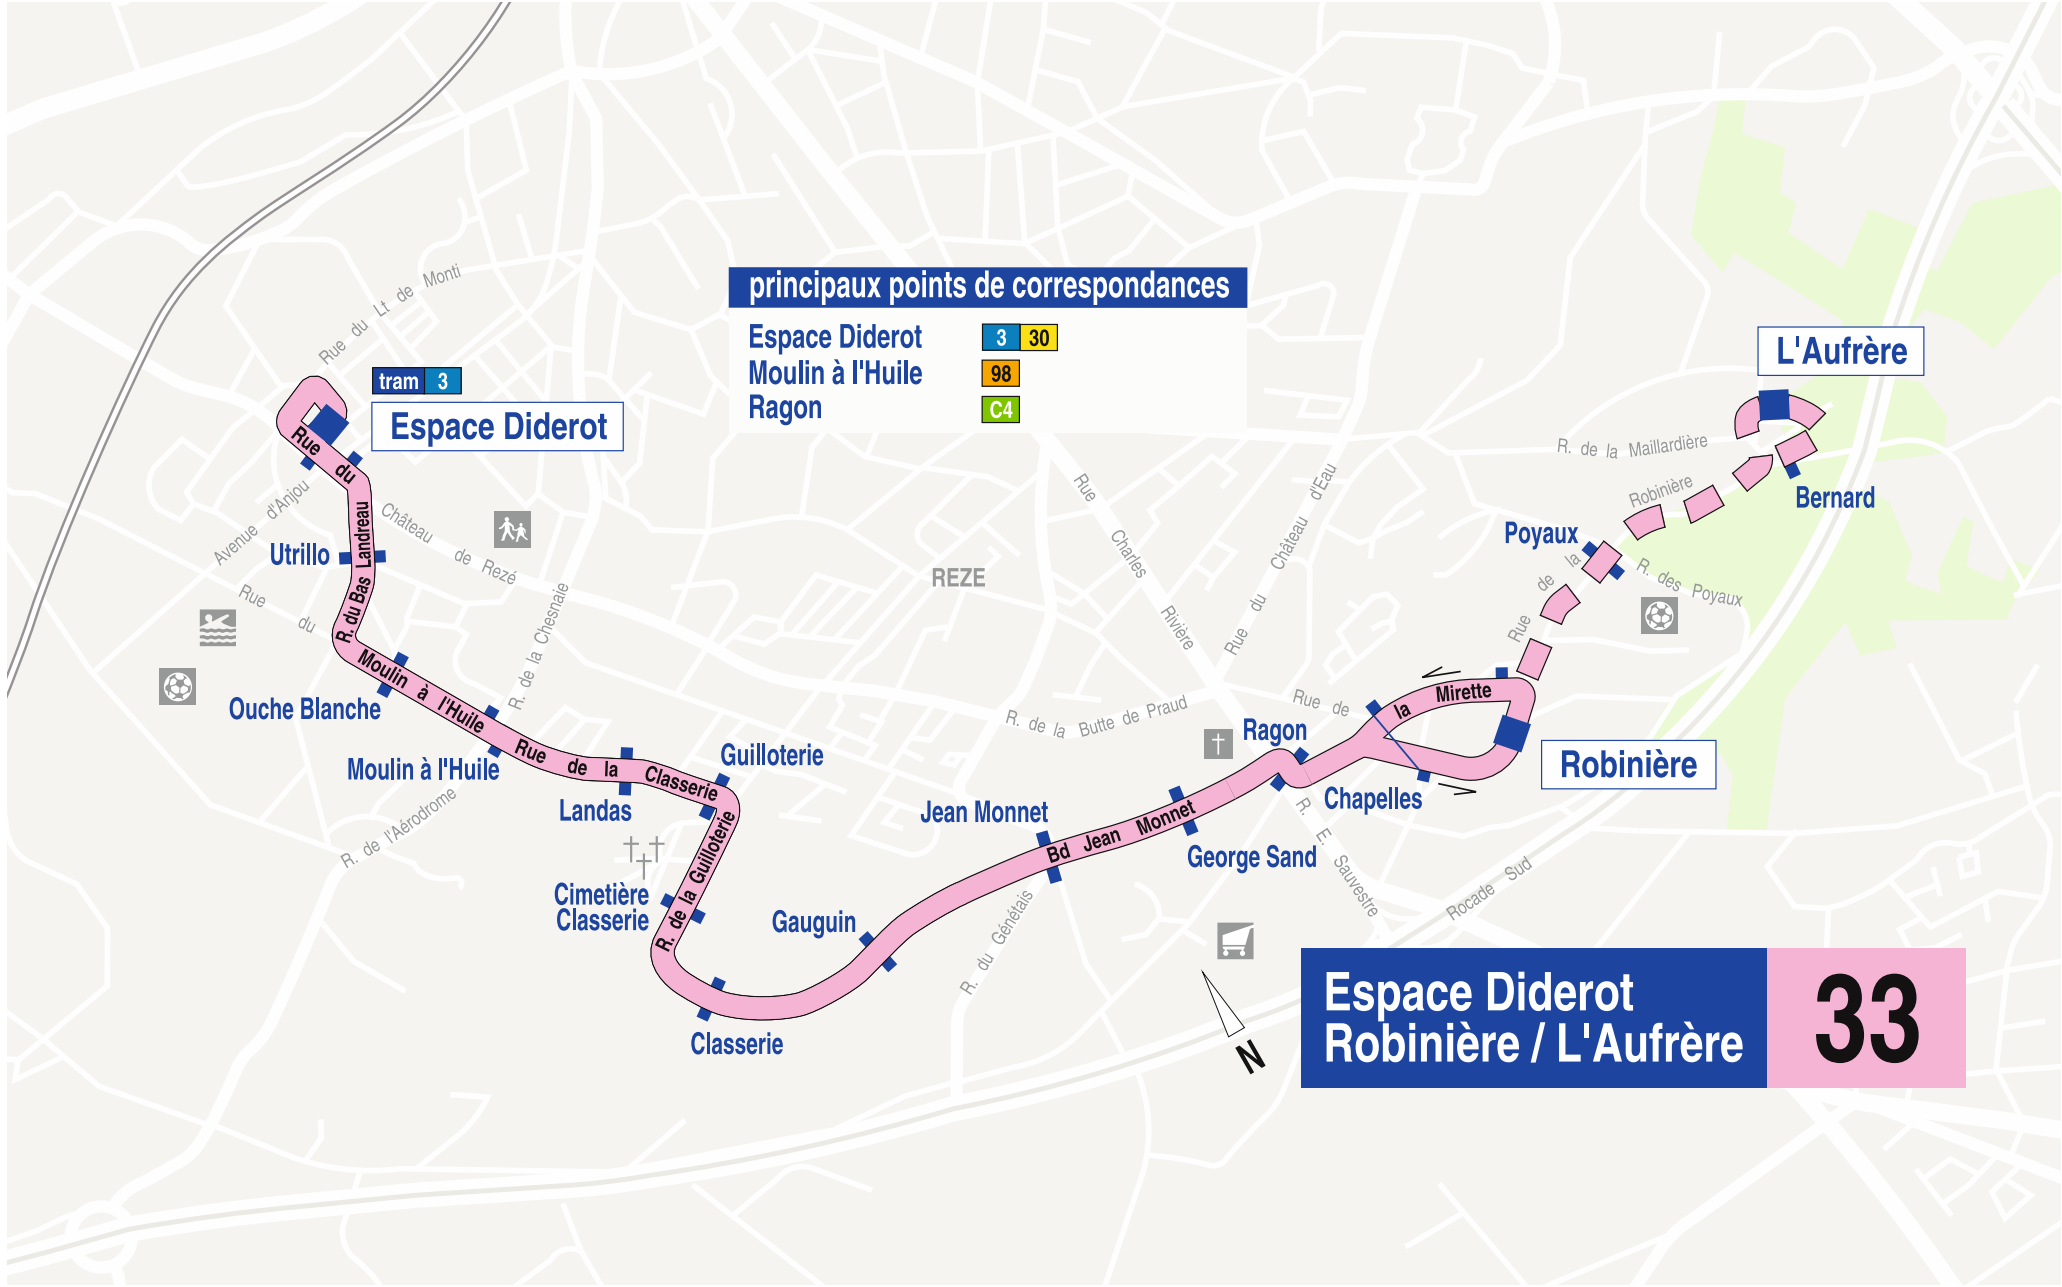 Rue du Lt de Monti
principaux points de correspondances
Espace Diderot 3 30
Moulin à l'Huile 98
Ragon C4
tram 3
Espace Diderot
L'Aufrère
Rue du
R. du Bas Landreau
Avenue d'Anjou
Château de Rezé
Utrillo
Rue du
R. de la Chesnaie
REZE
Rue Charles Rivière
Rue du Château d'Eau
R. de la Maillardière
Robinière
Bernard
Poyaux
Rue de la
R. des Poyaux
Moulin à l'Huile
Ouche Blanche
Moulin à l'Huile
Rue de la Classerie
Guilloterie
Landas
R. de l'Aérodrome
R. de la Guilloterie
Cimetière
Classerie
Classerie
Gauguin
Jean Monnet
Bd Jean Monnet
R. du Génétais
R. de la Butte de Praud
George Sand
Ragon
Rue de
la Mirette
Chapelles
Robinière
R. E. Sauvestre
Rocade Sud
N
Espace Diderot
Robinière / L'Aufrère
33